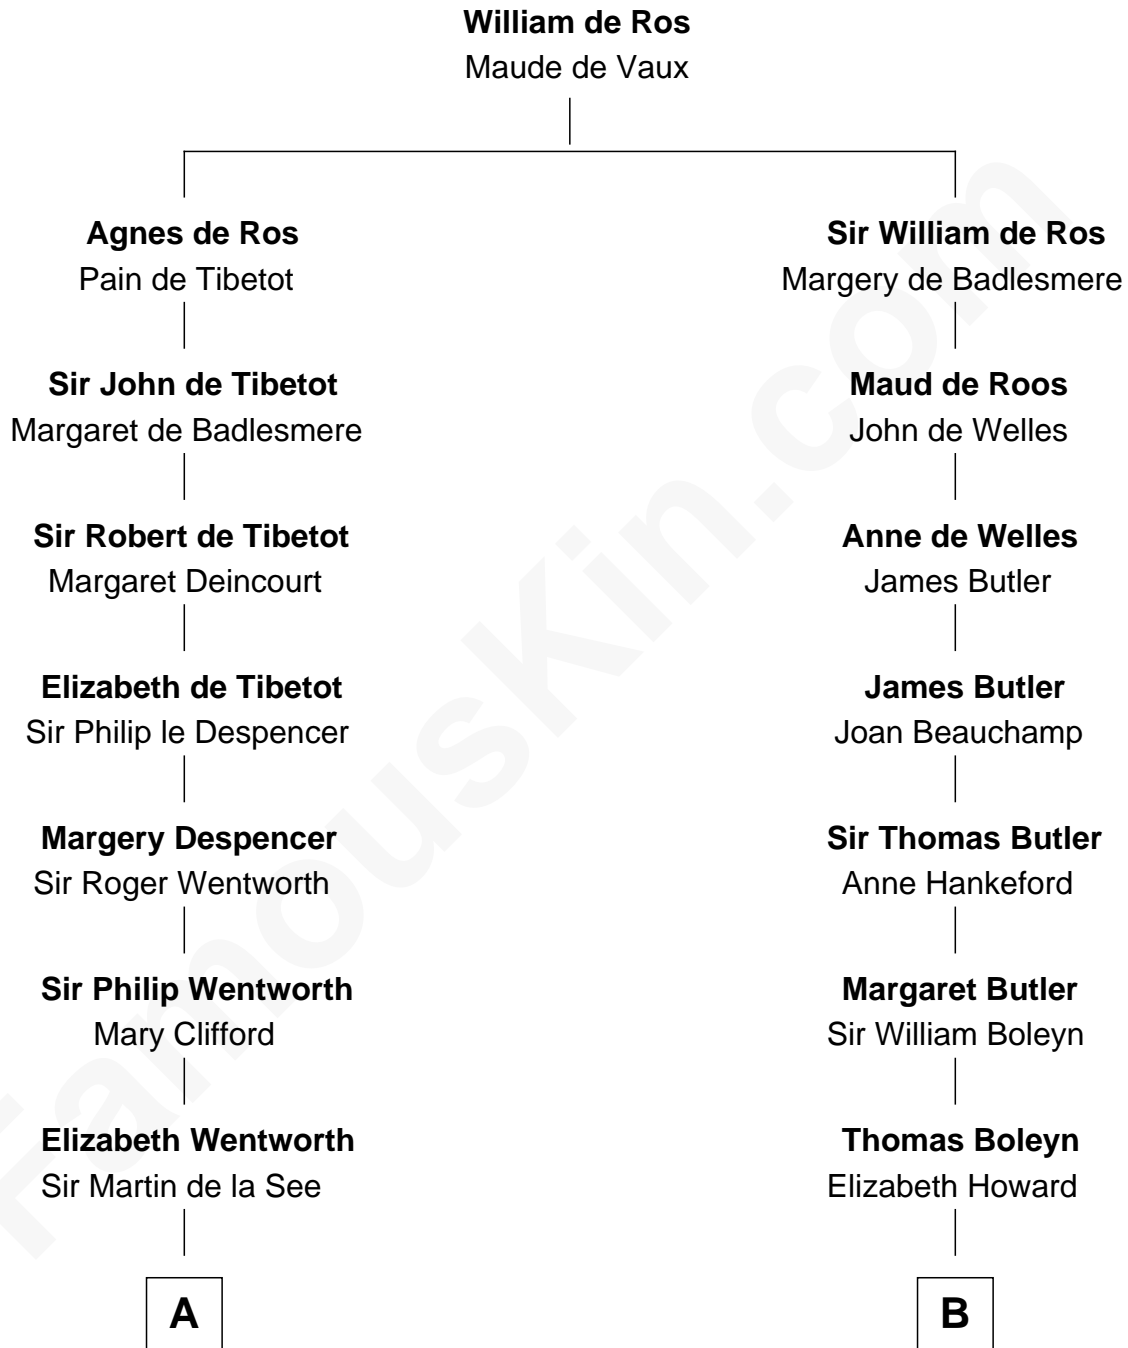 William de Ros
Maude de Vaux
Agnes de Ros
Pain de Tibetot
Sir William de Ros
Margery de Badlesmere
Sir John de Tibetot
Margaret de Badlesmere
Maud de Roos
John de Welles
Sir Robert de Tibetot
Margaret Deincourt
Anne de Welles
James Butler
Elizabeth de Tibetot
Sir Philip le Despencer
James Butler
Joan Beauchamp
Margery Despencer
Sir Roger Wentworth
Sir Thomas Butler
Anne Hankeford
Sir Philip Wentworth
Mary Clifford
Margaret Butler
Sir William Boleyn
Elizabeth Wentworth
Sir Martin de la See
Thomas Boleyn
Elizabeth Howard
A
B
FamousKin.com